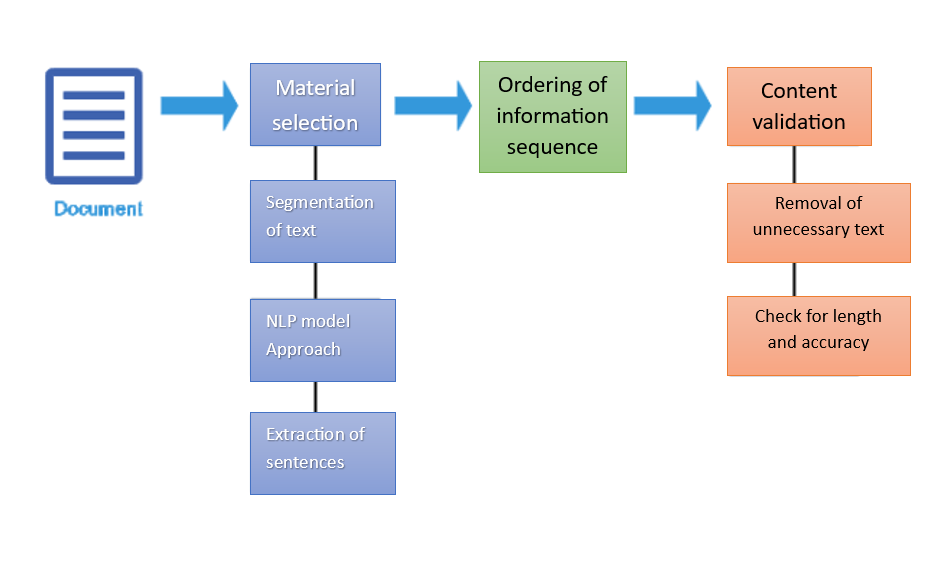 Document
Material
selection
Segmentation
of text
NLP model
Approach
Extraction of
sentences
Ordering of
information
sequence
Content
validation
Removal of
unnecessary text
Check for length
and accuracy